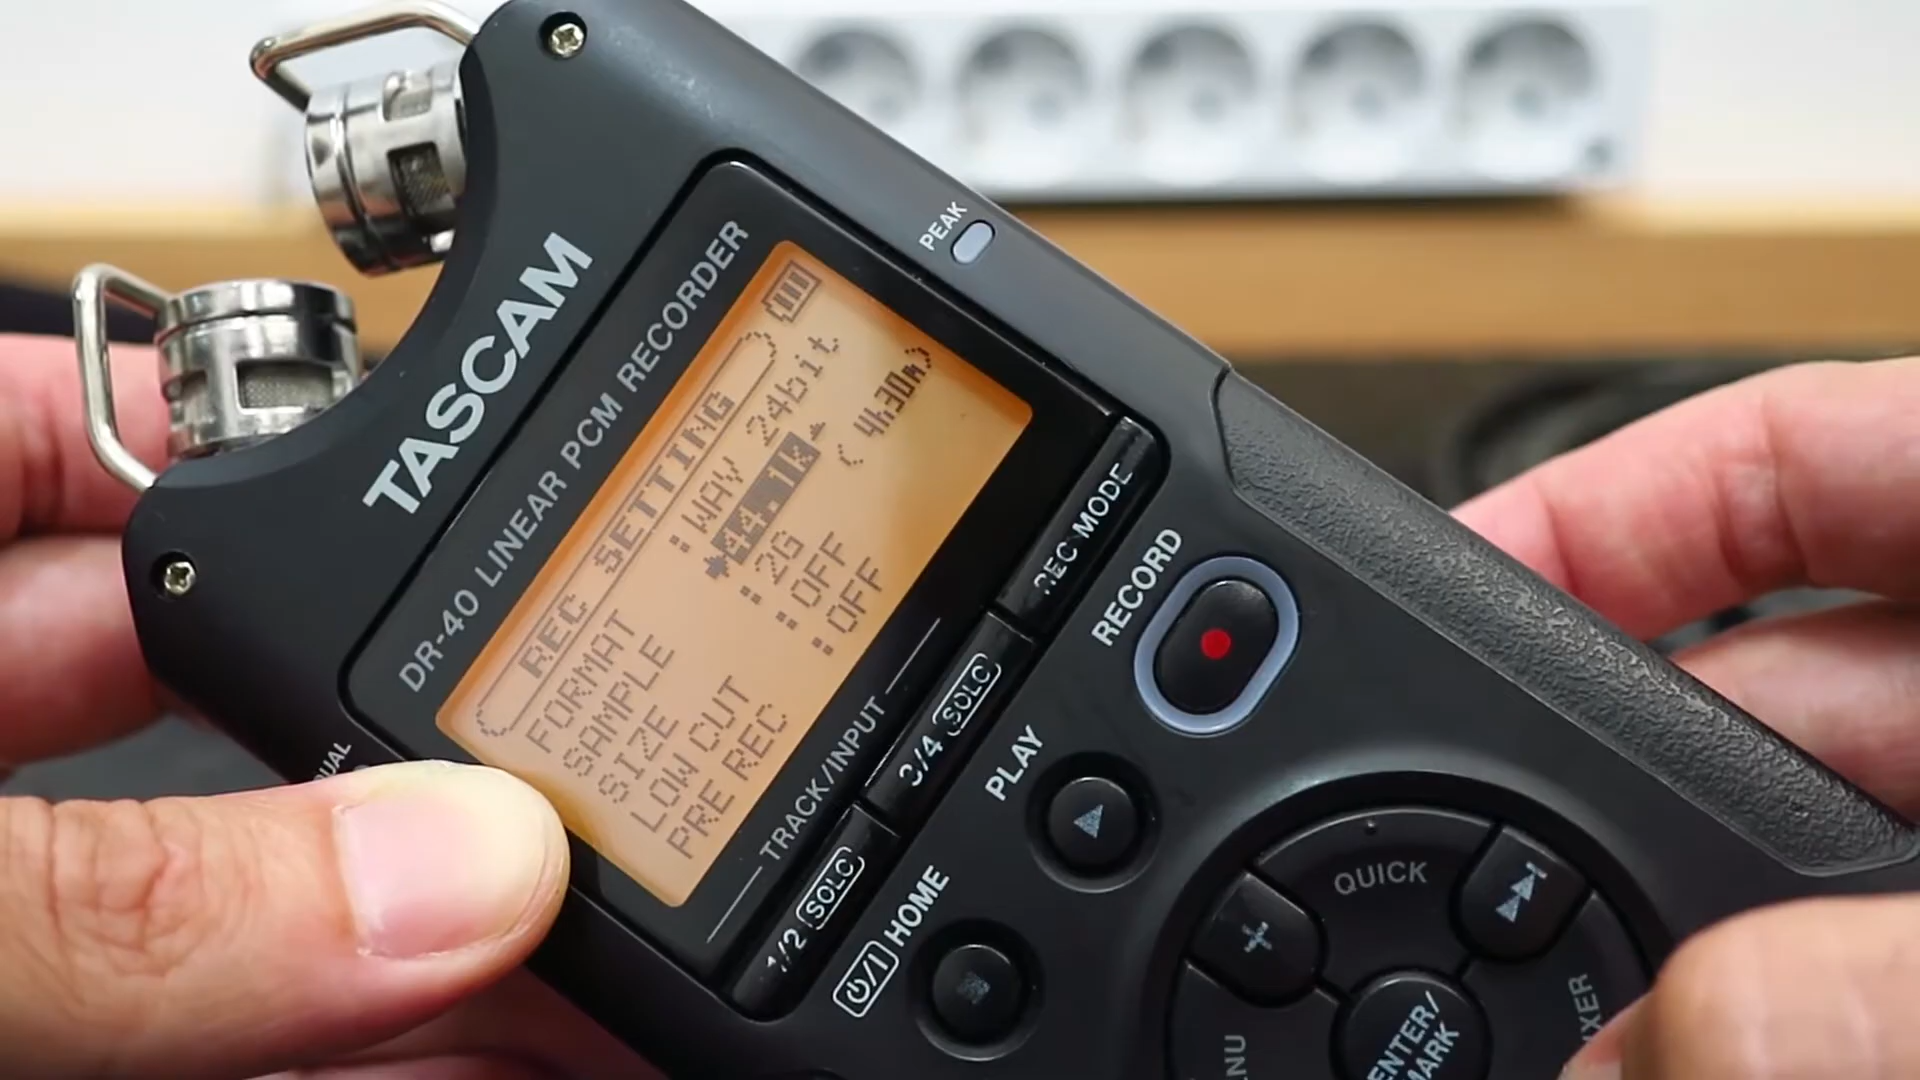 PEAK
TASCAM
DR-40 LINEAR PCM RECORDER
REC SETTING
FORMAT :WAV 24bit
SAMPLE 44.1k
SIZE :2G ( 4h30m)
LOW CUT :OFF
PRE REC :OFF
TRACK/INPUT
1/2 SOLO
3/4 SOLO
REC MODE
RECORD
PLAY
HOME
QUICK
ENTER/
MARK